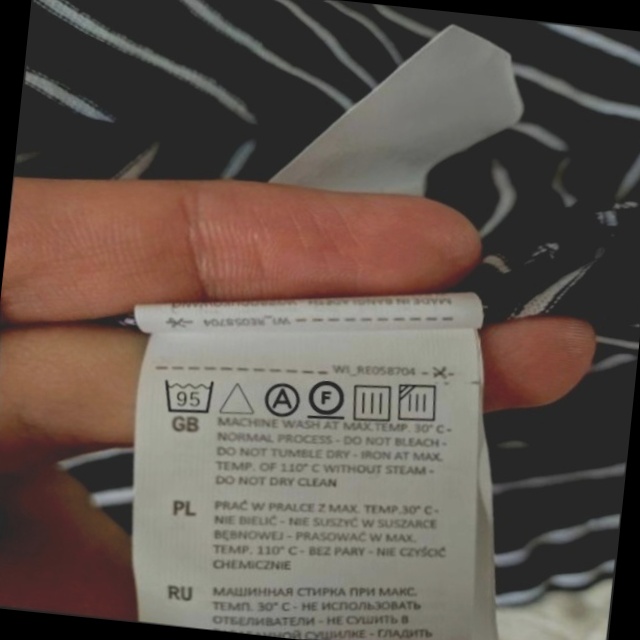 WI_RE058704
WI_RE058704
95 A F
GB MACHINE WASH AT MAX.TEMP. 30° C -
NORMAL PROCESS - DO NOT BLEACH -
DO NOT TUMBLE DRY - IRON AT MAX.
TEMP. OF 110° C WITHOUT STEAM -
DO NOT DRY CLEAN
PL PRAĆ W PRALCE Z MAX. TEMP.30° C -
NIE BIELIĆ - NIE SUSZYĆ W SUSZARCE
BĘBNOWEJ - PRASOWAĆ W MAX.
TEMP. 110° C - BEZ PARY - NIE CZYŚCIĆ
CHEMICZNIE
RU МАШИННАЯ СТИРКА ПРИ МАКС.
ТЕМП. 30° С - НЕ ИСПОЛЬЗОВАТЬ
ОТБЕЛИВАТЕЛИ - НЕ СУШИТЬ В
СУШИЛКЕ - ГЛАДИТЬ